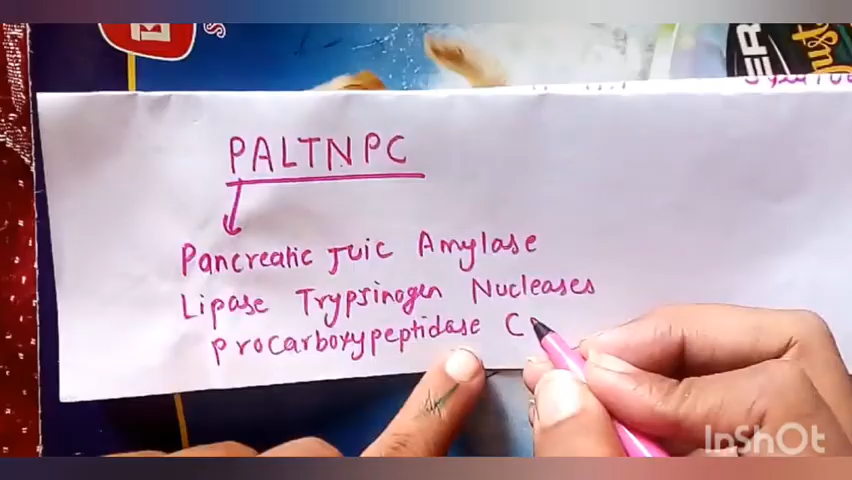 PALTNPC
Pancreatic Juic Amylase
Lipase Trypsinogen Nucleases
Procarboxypeptidase C
InShOt